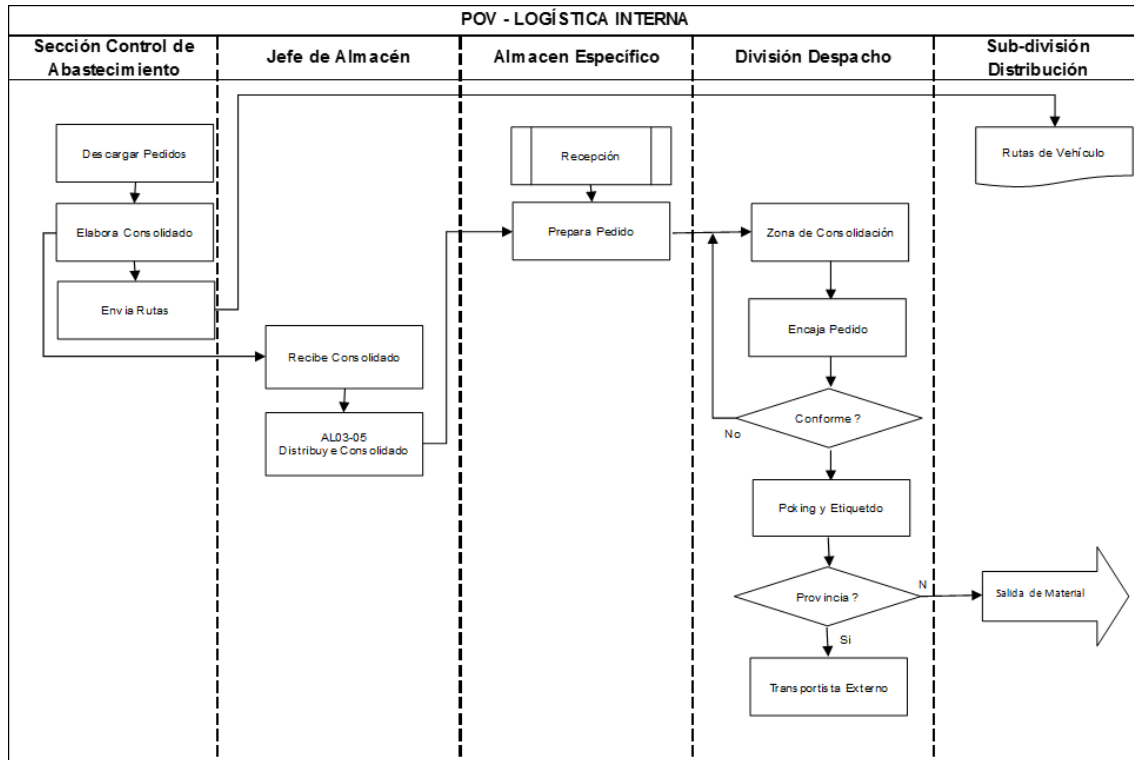 POV - LOGÍSTICA INTERNA
Sección Control de
Abastecimiento
Jefe de Almacén
Almacen Específico
División Despacho
Sub-división
Distribución
Descargar Pedidos
Recepción
Rutas de Vehículo
Elabora Consolidado
Prepara Pedido
Zona de Consolidación
Envia Rutas
Encaja Pedido
Recibe Consolidado
Conforme ?
No
AL03-05
Distribuye Consolidado
Pcking y Etiquetdo
Provincia ?
N
Salida de Material
Si
Transportista Externo